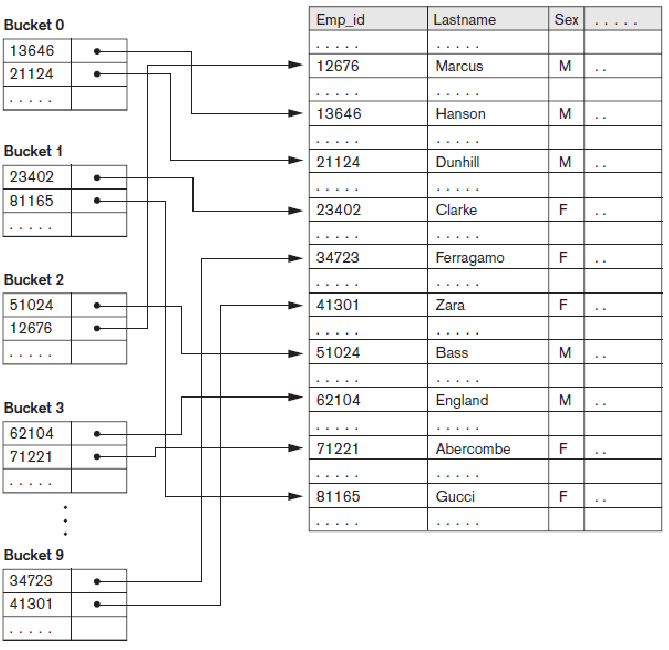 Bucket 0
13646
21124
. . . . .
Bucket 1
23402
81165
. . . . .
Bucket 2
51024
12676
. . . . .
Bucket 3
62104
71221
. . . . .
Bucket 9
34723
41301
. . . . .
Emp_id Lastname Sex . . . . .
. . . . . . . . . .
12676 Marcus M . .
. . . . . . . . . .
13646 Hanson M . .
. . . . . . . . . .
21124 Dunhill M . .
. . . . . . . . . .
23402 Clarke F . .
. . . . . . . . . .
34723 Ferragamo F . .
. . . . . . . . . .
41301 Zara F . .
. . . . . . . . . .
51024 Bass M . .
. . . . . . . . . .
62104 England M . .
. . . . . . . . . .
71221 Abercombe F . .
. . . . . . . . . .
81165 Gucci F . .
. . . . . . . . . .